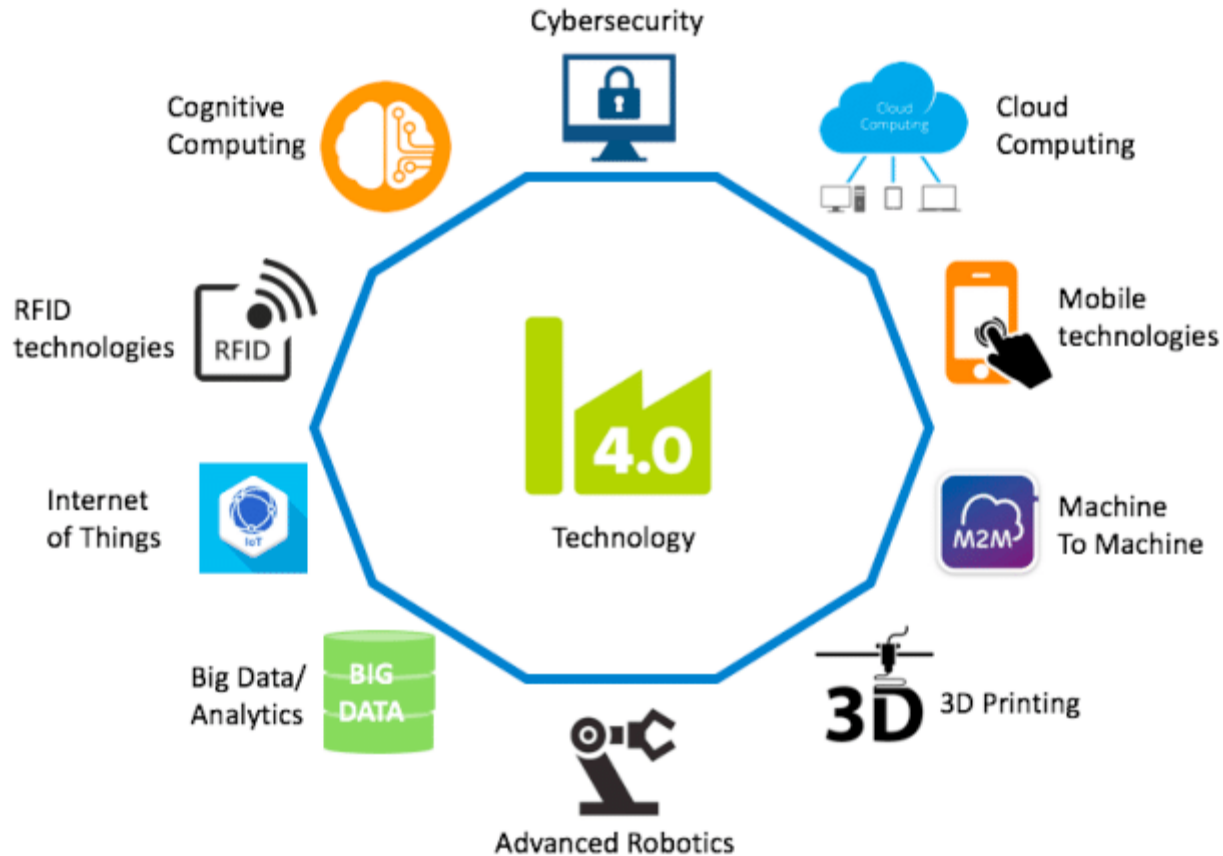 Cybersecurity
Cognitive
Computing
Cloud
Computing
Cloud
Computing
RFID
technologies
RFID
Mobile
technologies
4.0
Technology
Internet
of Things
IoT
M2M
Machine
To Machine
Big Data/
Analytics
BIG
DATA
3D
3D Printing
Advanced Robotics